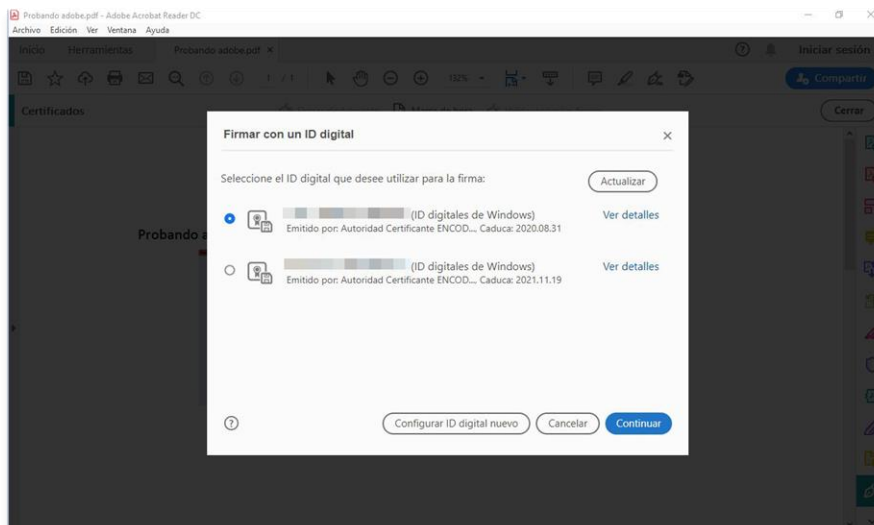 Probando adobe.pdf - Adobe Acrobat Reader DC
Archivo Edición Ver Ventana Ayuda
Inicio Herramientas Probando adobe.pdf × Iniciar sesión
1 / 1 132% Compartir
Certificados Cerrar
Firmar con un ID digital
Seleccione el ID digital que desee utilizar para la firma: Actualizar
(ID digitales de Windows) Ver detalles
Emitido por: Autoridad Certificante ENCOD..., Caduca: 2020.08.31
Probando a
(ID digitales de Windows) Ver detalles
Emitido por: Autoridad Certificante ENCOD..., Caduca: 2021.11.19
Configurar ID digital nuevo Cancelar Continuar